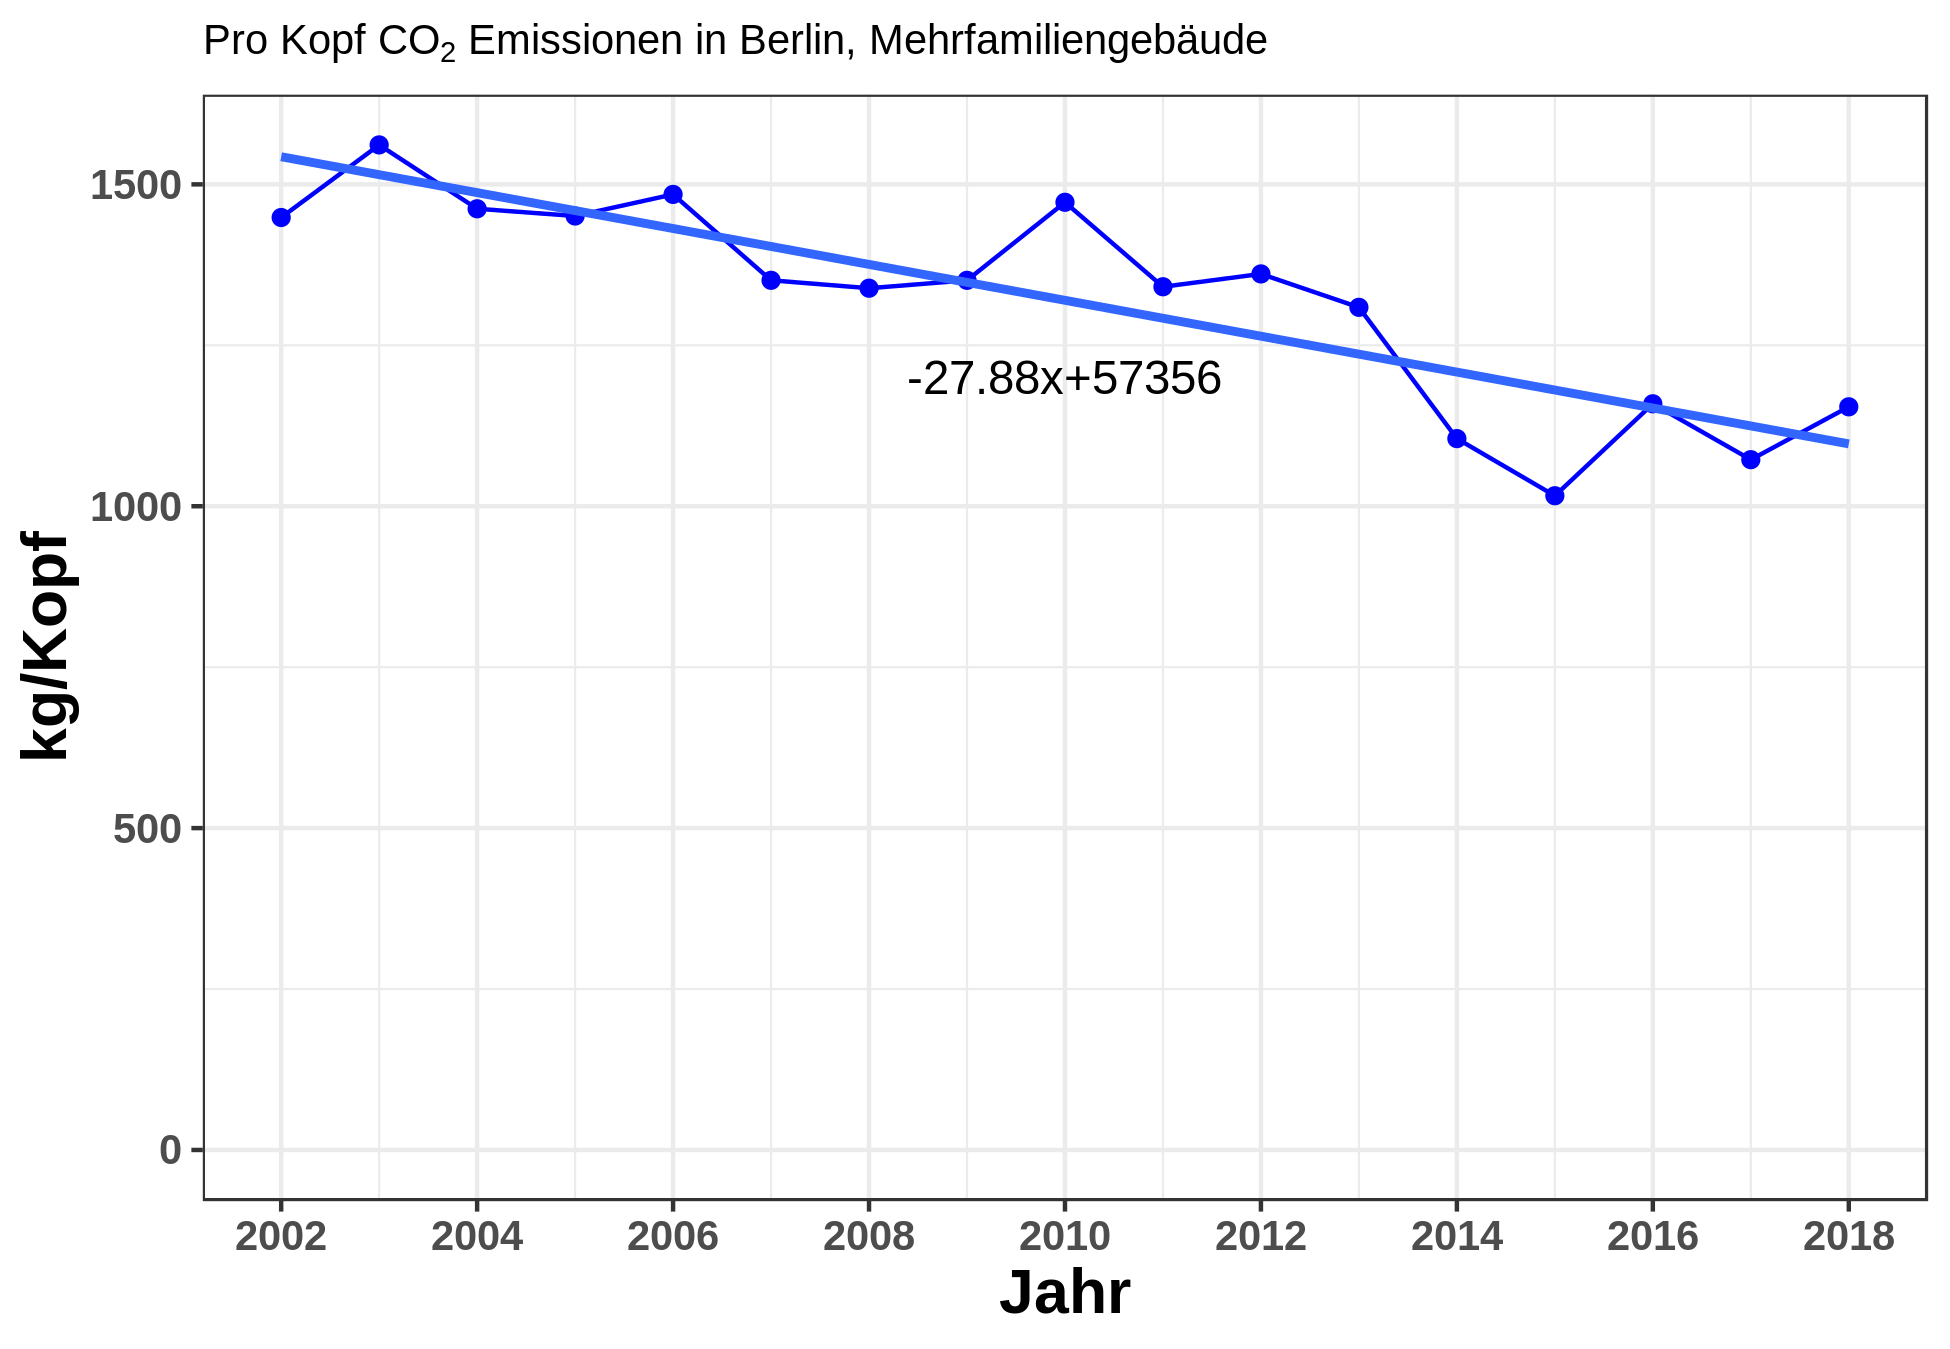 Pro Kopf CO₂ Emissionen in Berlin, Mehrfamiliengebäude
kg/Kopf
1500
1000
500
0
-27.88x+57356
2002 2004 2006 2008 2010 2012 2014 2016 2018
Jahr